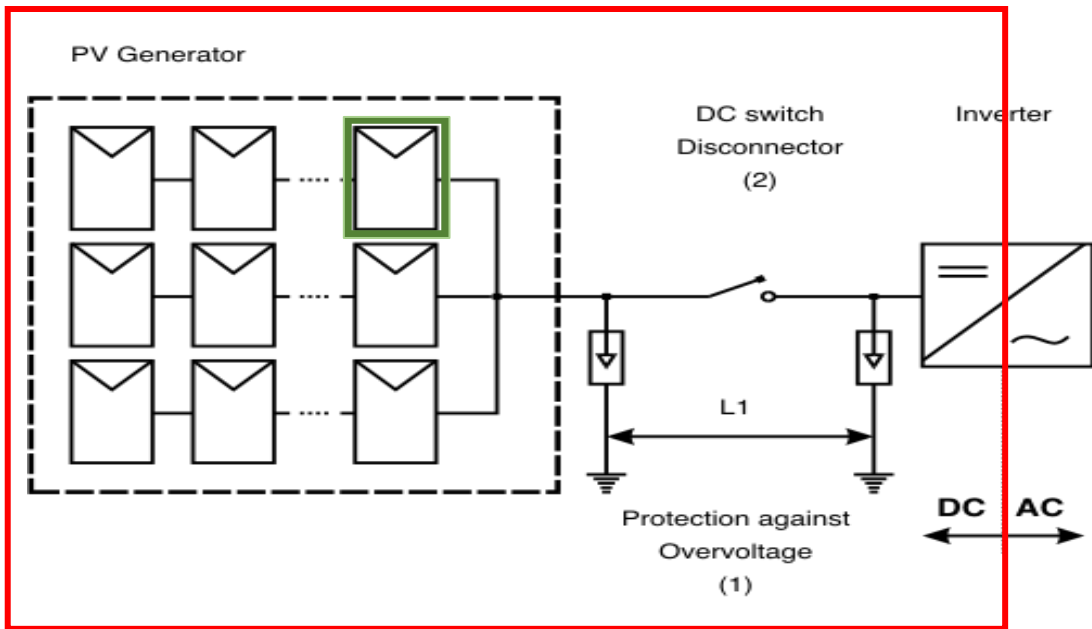 PV Generator
DC switch
Disconnector
(2)
Inverter
L1
Protection against
Overvoltage
(1)
DC AC